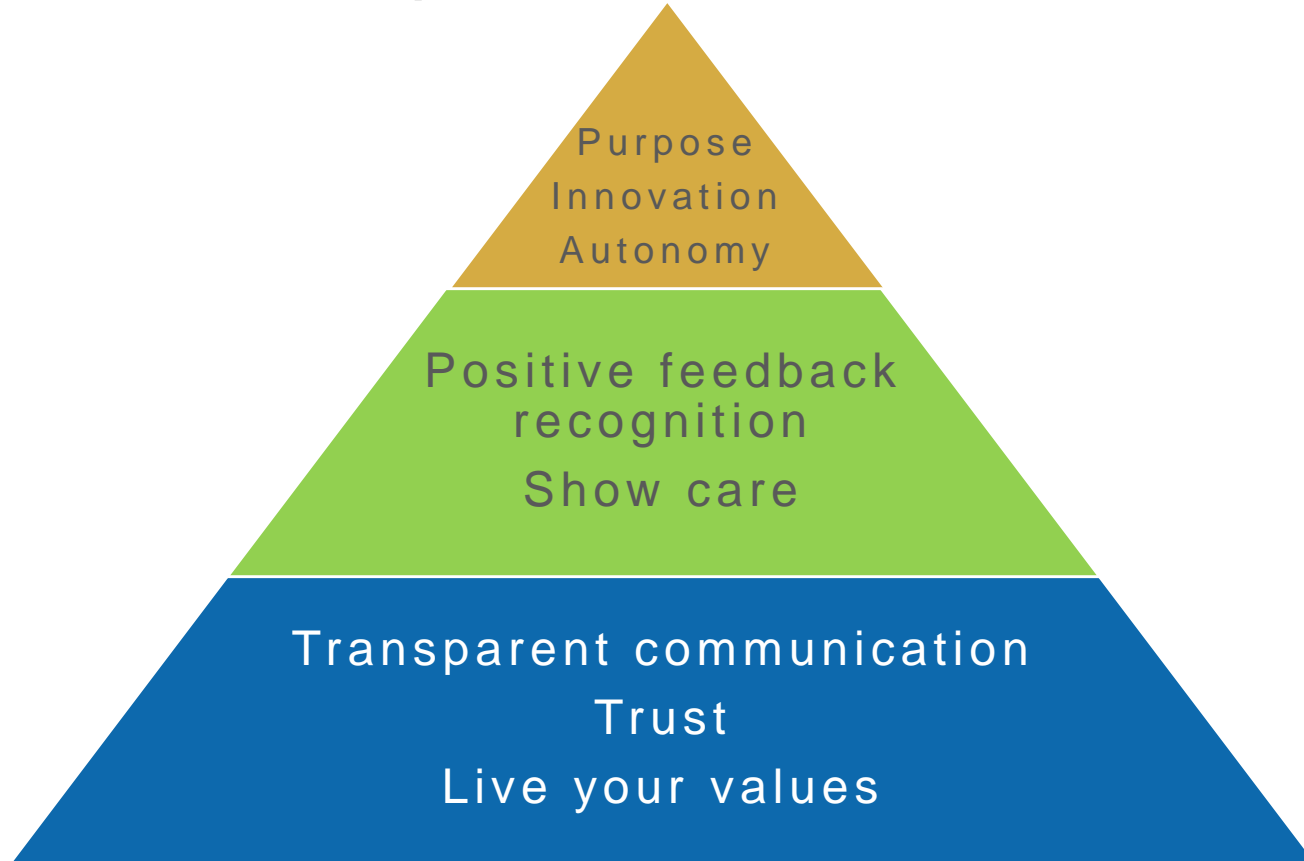 Purpose
Innovation
Autonomy
Positive feedback
recognition
Show care
Transparent communication
Trust
Live your values